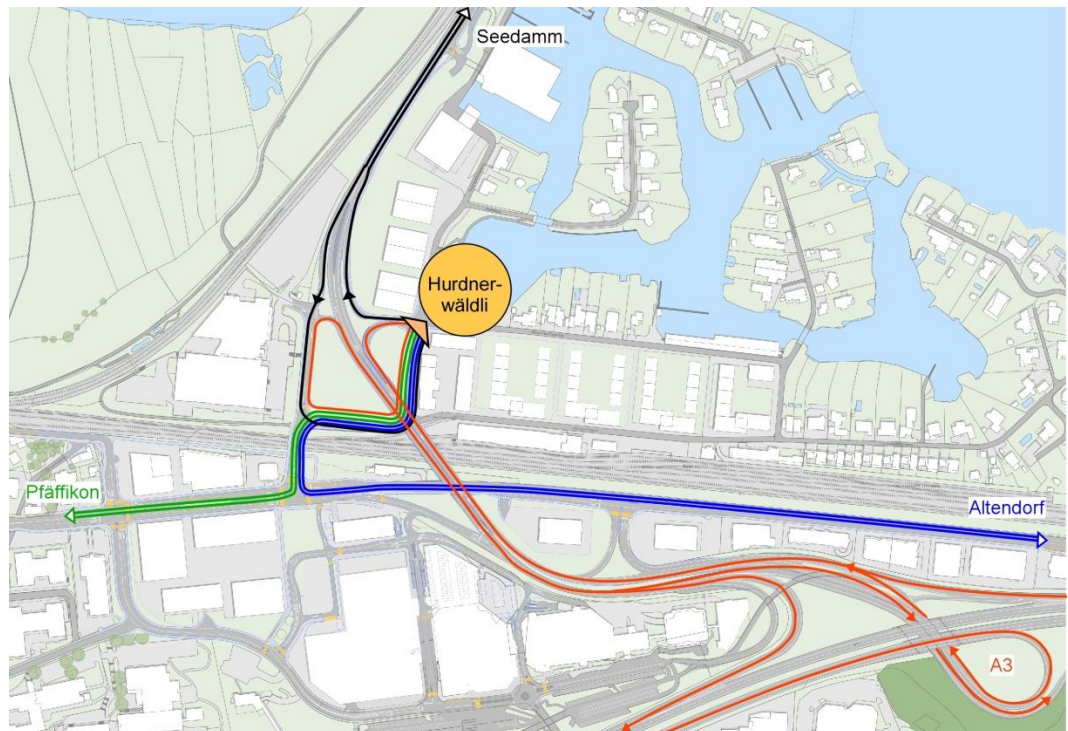 Seedamm
Hurdner-
wäldli
Pfäffikon
Altendorf
A3